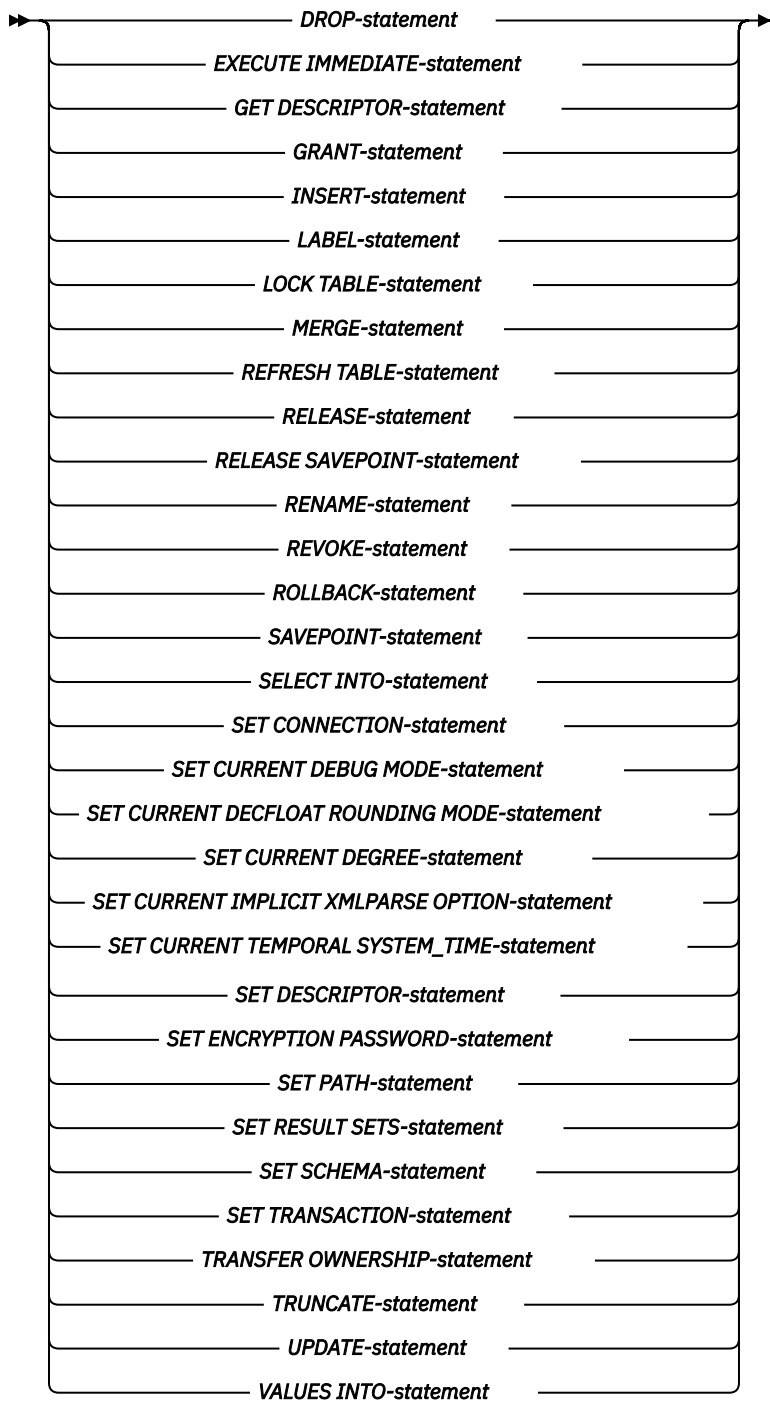 DROP-statement
EXECUTE IMMEDIATE-statement
GET DESCRIPTOR-statement
GRANT-statement
INSERT-statement
LABEL-statement
LOCK TABLE-statement
MERGE-statement
REFRESH TABLE-statement
RELEASE-statement
RELEASE SAVEPOINT-statement
RENAME-statement
REVOKE-statement
ROLLBACK-statement
SAVEPOINT-statement
SELECT INTO-statement
SET CONNECTION-statement
SET CURRENT DEBUG MODE-statement
SET CURRENT DECFLOAT ROUNDING MODE-statement
SET CURRENT DEGREE-statement
SET CURRENT IMPLICIT XMLPARSE OPTION-statement
SET CURRENT TEMPORAL SYSTEM_TIME-statement
SET DESCRIPTOR-statement
SET ENCRYPTION PASSWORD-statement
SET PATH-statement
SET RESULT SETS-statement
SET SCHEMA-statement
SET TRANSACTION-statement
TRANSFER OWNERSHIP-statement
TRUNCATE-statement
UPDATE-statement
VALUES INTO-statement